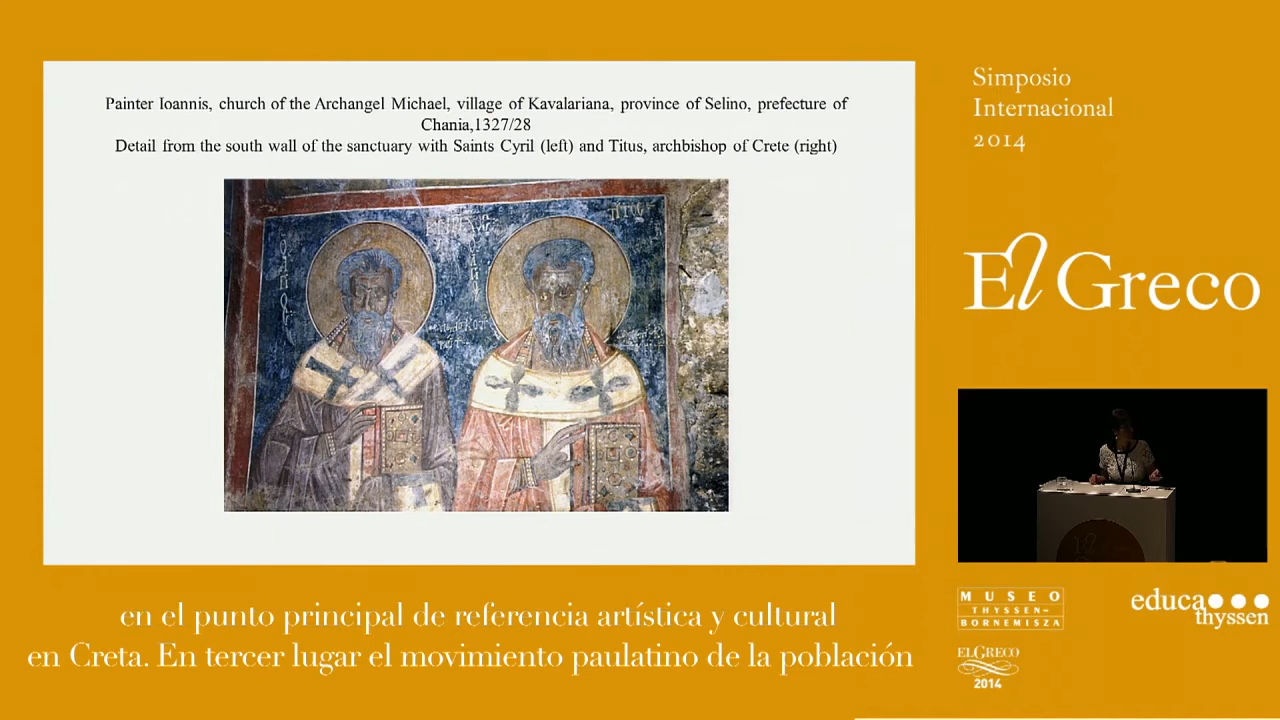 Painter Ioannis, church of the Archangel Michael, village of Kavalariana, province of Selino, prefecture of
Chania,1327/28
Detail from the south wall of the sanctuary with Saints Cyril (left) and Titus, archbishop of Crete (right)
en el punto principal de referencia artística y cultural
en Creta. En tercer lugar el movimiento paulatino de la población
Simposio
Internacional
2014
El Greco
MUSEO
THYSSEN-
BORNEMISZA
educa
thyssen
ELGRECO
2014